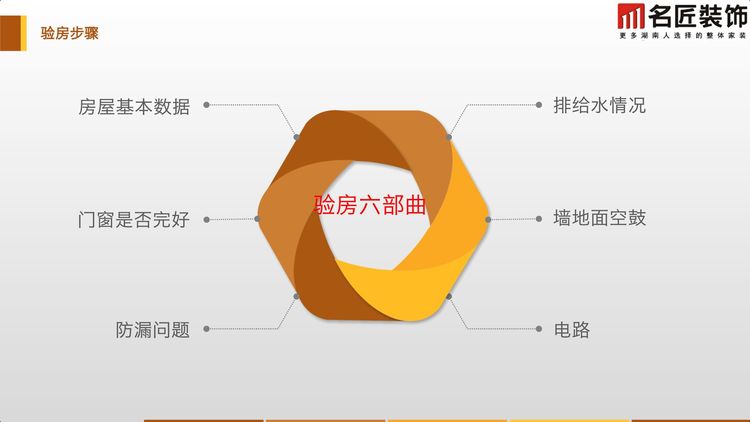 验房步骤
名匠装饰
更多湖南人选择的整体家装
房屋基本数据
排给水情况
验房六部曲
门窗是否完好
墙地面空鼓
防漏问题
电路